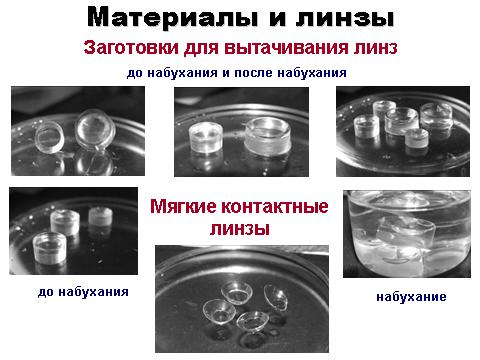 Материалы и линзы
Заготовки для вытачивания линз
до набухания и после набухания
Мягкие контактные
линзы
до набухания
набухание